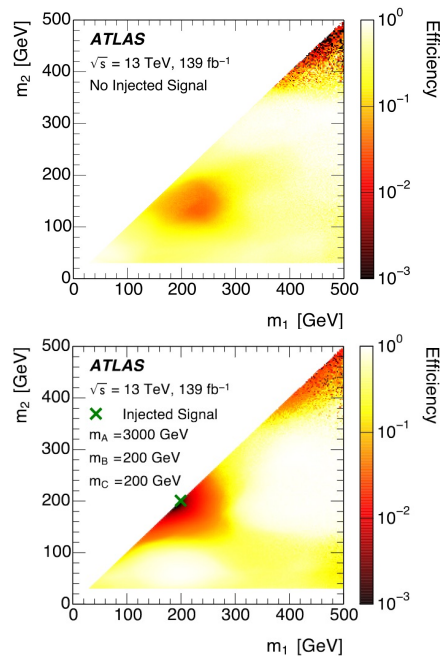 m₂ [GeV]
500
400
300
200
100
0
ATLAS
√s = 13 TeV, 139 fb⁻¹
No Injected Signal
0 100 200 300 400 500
m₁ [GeV]
10⁰
10⁻¹
10⁻²
10⁻³
Efficiency
m₂ [GeV]
500
400
300
200
100
0
ATLAS
√s = 13 TeV, 139 fb⁻¹
Injected Signal
m_A =3000 GeV
m_B =200 GeV
m_C =200 GeV
0 100 200 300 400 500
m₁ [GeV]
10⁰
10⁻¹
10⁻²
10⁻³
Efficiency